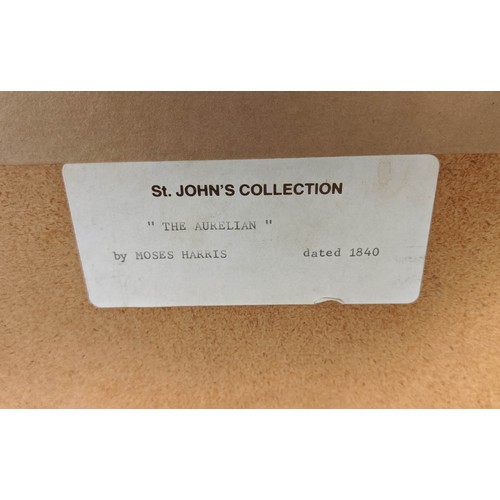 St. JOHN'S COLLECTION
" THE AURELIAN "
by MOSES HARRIS dated 1840